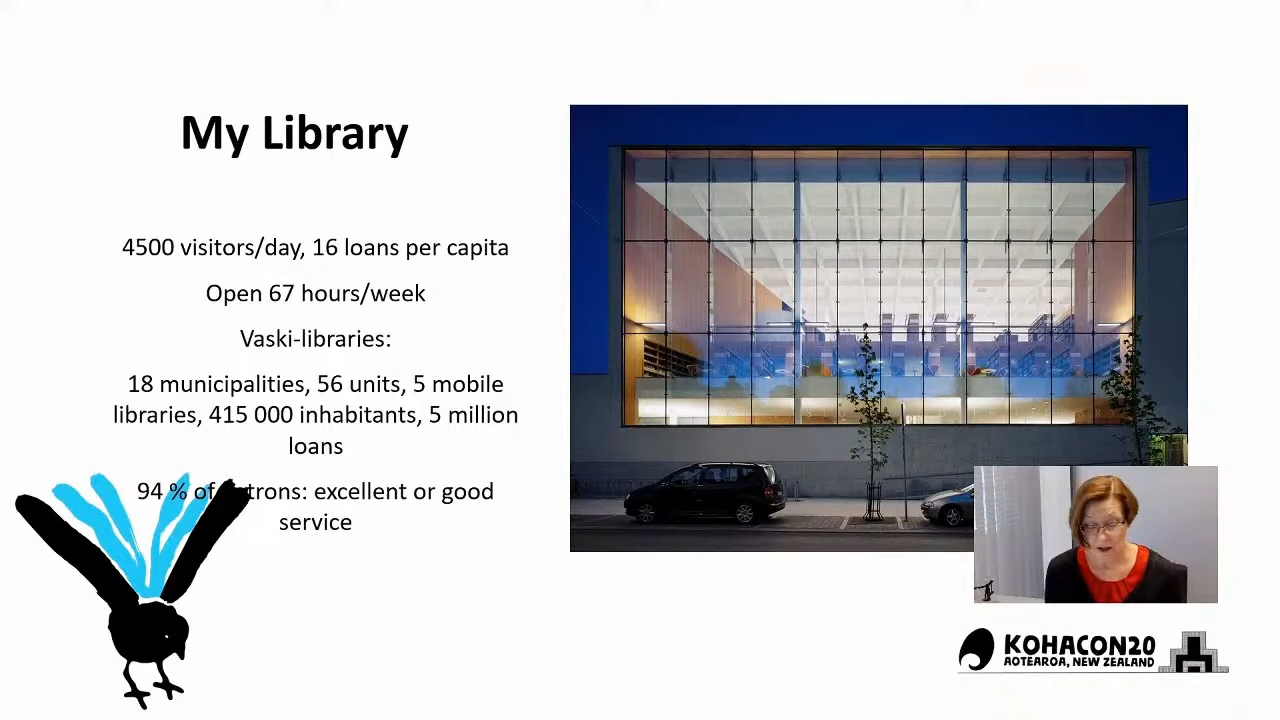 My Library
4500 visitors/day, 16 loans per capita
Open 67 hours/week
Vaski-libraries:
18 municipalities, 56 units, 5 mobile
libraries, 415 000 inhabitants, 5 million
loans
94 % of trons: excellent or good
service
KOHACON20
AOTEAROA, NEW ZEALAND